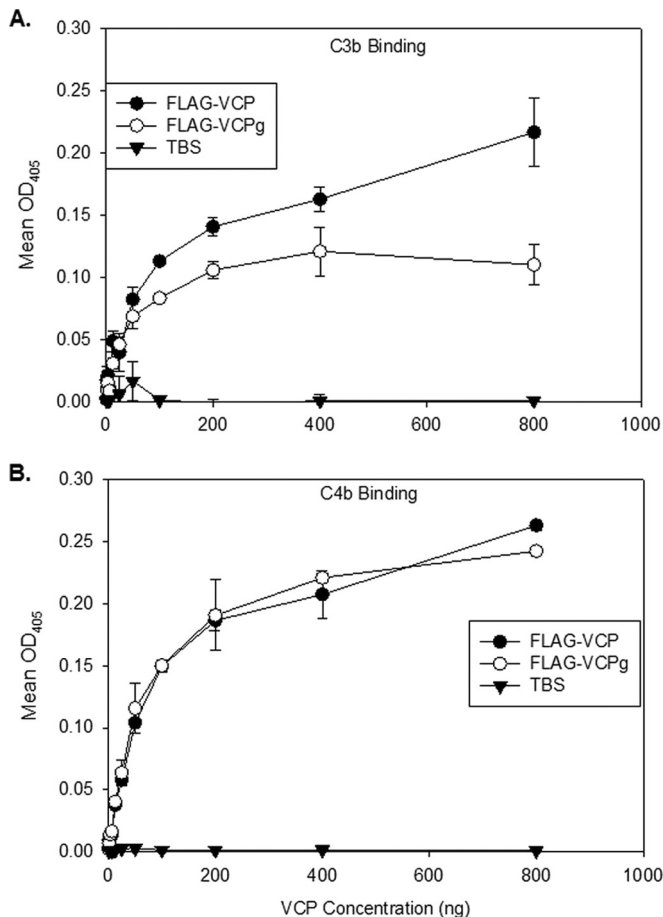 A.
C3b Binding
FLAG-VCP
FLAG-VCPg
TBS
Mean OD405
0.30
0.25
0.20
0.15
0.10
0.05
0.00
0 200 400 600 800 1000
B.
C4b Binding
FLAG-VCP
FLAG-VCPg
TBS
Mean OD405
0.30
0.25
0.20
0.15
0.10
0.05
0.00
0 200 400 600 800 1000
VCP Concentration (ng)